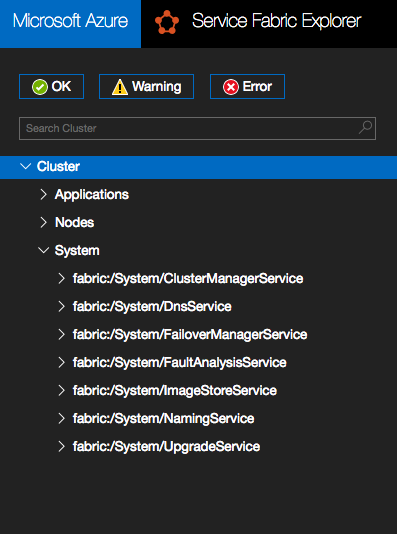 Microsoft Azure Service Fabric Explorer
OK Warning Error
Search Cluster
Cluster
Applications
Nodes
System
fabric:/System/ClusterManagerService
fabric:/System/DnsService
fabric:/System/FailoverManagerService
fabric:/System/FaultAnalysisService
fabric:/System/ImageStoreService
fabric:/System/NamingService
fabric:/System/UpgradeService